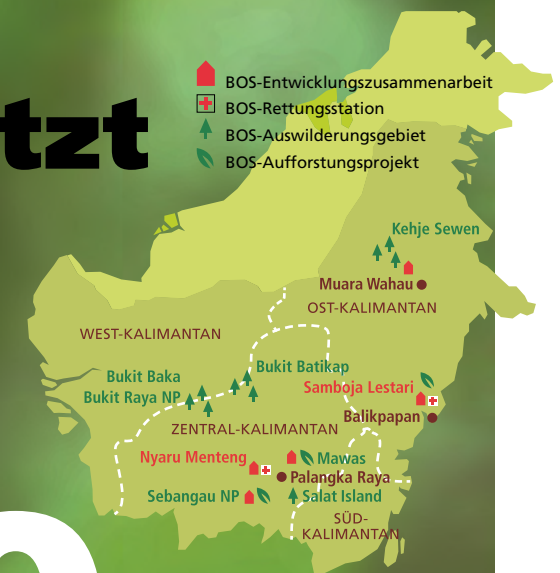 tzt
BOS-Entwicklungszusammenarbeit
BOS-Rettungsstation
BOS-Auswilderungsgebiet
BOS-Aufforstungsprojekt
Kehje Sewen
Muara Wahau
OST-KALIMANTAN
WEST-KALIMANTAN
Bukit Batikap
Bukit Baka
Bukit Raya NP
Samboja Lestari
Balikpapan
ZENTRAL-KALIMANTAN
Nyaru Menteng
Mawas
Palangka Raya
Sebangau NP
Salat Island
SÜD-
KALIMANTAN